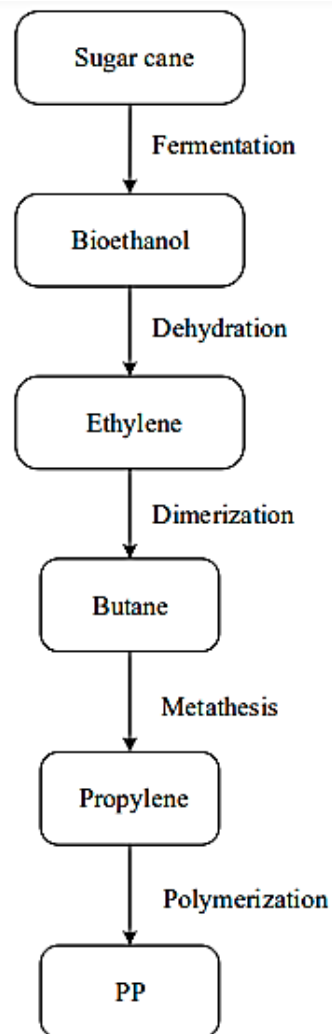 Sugar cane
Fermentation
Bioethanol
Dehydration
Ethylene
Dimerization
Butane
Metathesis
Propylene
Polymerization
PP